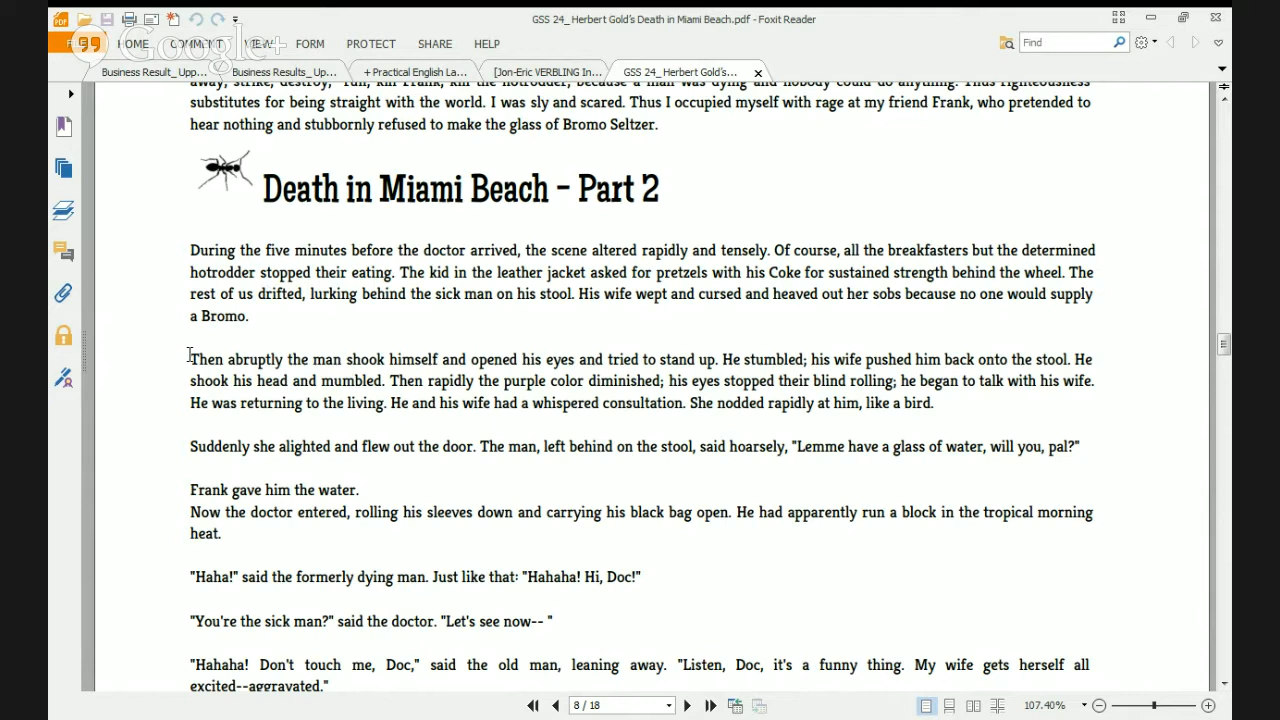 GSS 24_ Herbert Gold's Death in Miami Beach.pdf - Foxit Reader
HOME COMMENT VIEW FORM PROTECT SHARE HELP Find
Google+
Business Result_ Upp... Business Results_ Up... + Practical English La... [Jon-Eric VERBLING In... GSS 24_ Herbert Gold's...
substitutes for being straight with the world. I was sly and scared. Thus I occupied myself with rage at my friend Frank, who pretended to
hear nothing and stubbornly refused to make the glass of Bromo Seltzer.
Death in Miami Beach – Part 2
During the five minutes before the doctor arrived, the scene altered rapidly and tensely. Of course, all the breakfasters but the determined
hotrodder stopped their eating. The kid in the leather jacket asked for pretzels with his Coke for sustained strength behind the wheel. The
rest of us drifted, lurking behind the sick man on his stool. His wife wept and cursed and heaved out her sobs because no one would supply
a Bromo.
Then abruptly the man shook himself and opened his eyes and tried to stand up. He stumbled; his wife pushed him back onto the stool. He
shook his head and mumbled. Then rapidly the purple color diminished; his eyes stopped their blind rolling; he began to talk with his wife.
He was returning to the living. He and his wife had a whispered consultation. She nodded rapidly at him, like a bird.
Suddenly she alighted and flew out the door. The man, left behind on the stool, said hoarsely, "Lemme have a glass of water, will you, pal?"
Frank gave him the water.
Now the doctor entered, rolling his sleeves down and carrying his black bag open. He had apparently run a block in the tropical morning
heat.
"Haha!" said the formerly dying man. Just like that: "Hahaha! Hi, Doc!"
"You're the sick man?" said the doctor. "Let's see now-- "
"Hahaha! Don't touch me, Doc," said the old man, leaning away. "Listen, Doc, it's a funny thing. My wife gets herself all
excited--aggravated."
8 / 18 107.40%